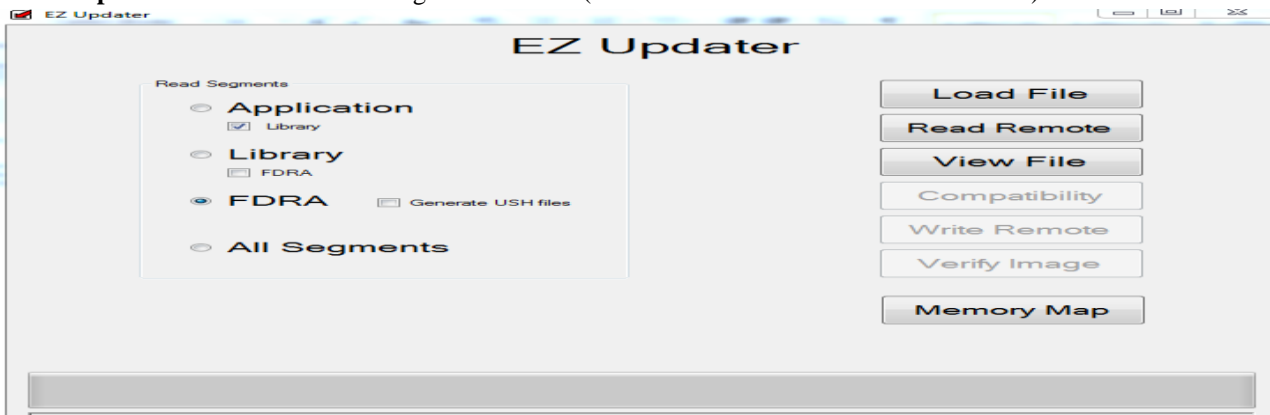 EZ Updater
EZ Updater
Read Segments
Application
Library
Library
FDRA
FDRA
Generate USH files
All Segments
Load File
Read Remote
View File
Compatibility
Write Remote
Verify Image
Memory Map